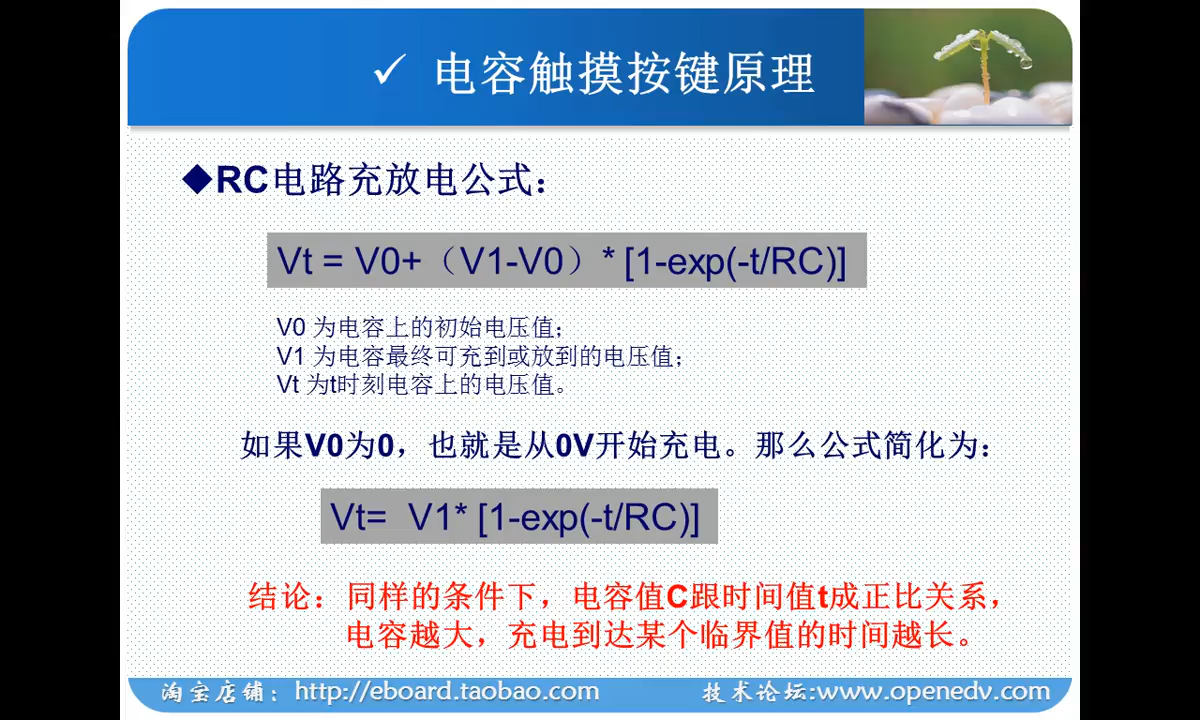 ✓ 电容触摸按键原理
◆RC电路充放电公式：
Vt = V0+（V1-V0）* [1-exp(-t/RC)]
V0 为电容上的初始电压值；
V1 为电容最终可充到或放到的电压值；
Vt 为t时刻电容上的电压值。
如果V0为0，也就是从0V开始充电。那么公式简化为：
Vt= V1* [1-exp(-t/RC)]
结论：同样的条件下，电容值C跟时间值t成正比关系，
电容越大，充电到达某个临界值的时间越长。
淘宝店铺：http://eboard.taobao.com 技术论坛:www.openedv.com